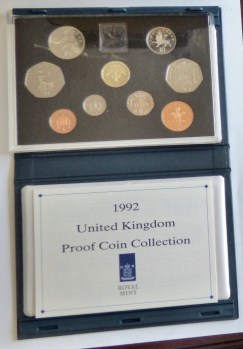 1992
United Kingdom
Proof Coin Collection
ROYAL
MINT